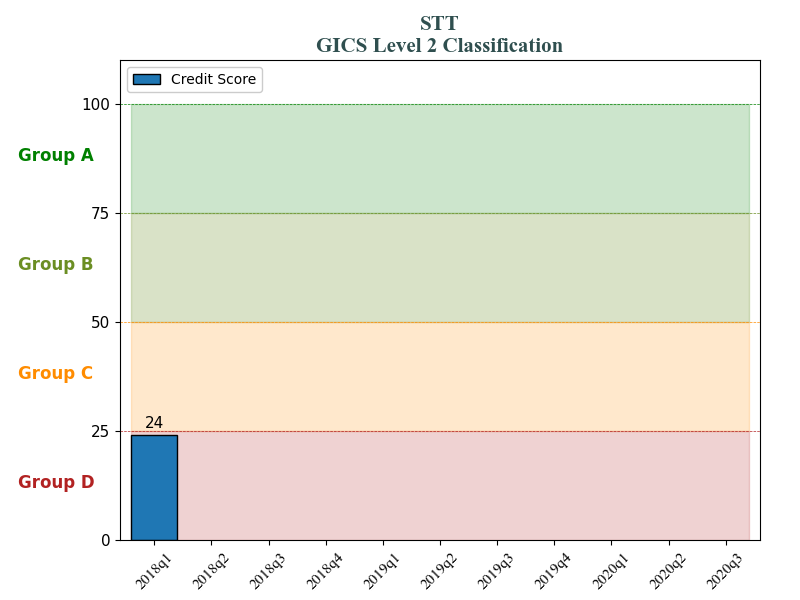 STT
GICS Level 2 Classification
Credit Score
100
Group A
75
Group B
50
Group C
25
24
Group D
0
2018q1 2018q2 2018q3 2018q4 2019q1 2019q2 2019q3 2019q4 2020q1 2020q2 2020q3